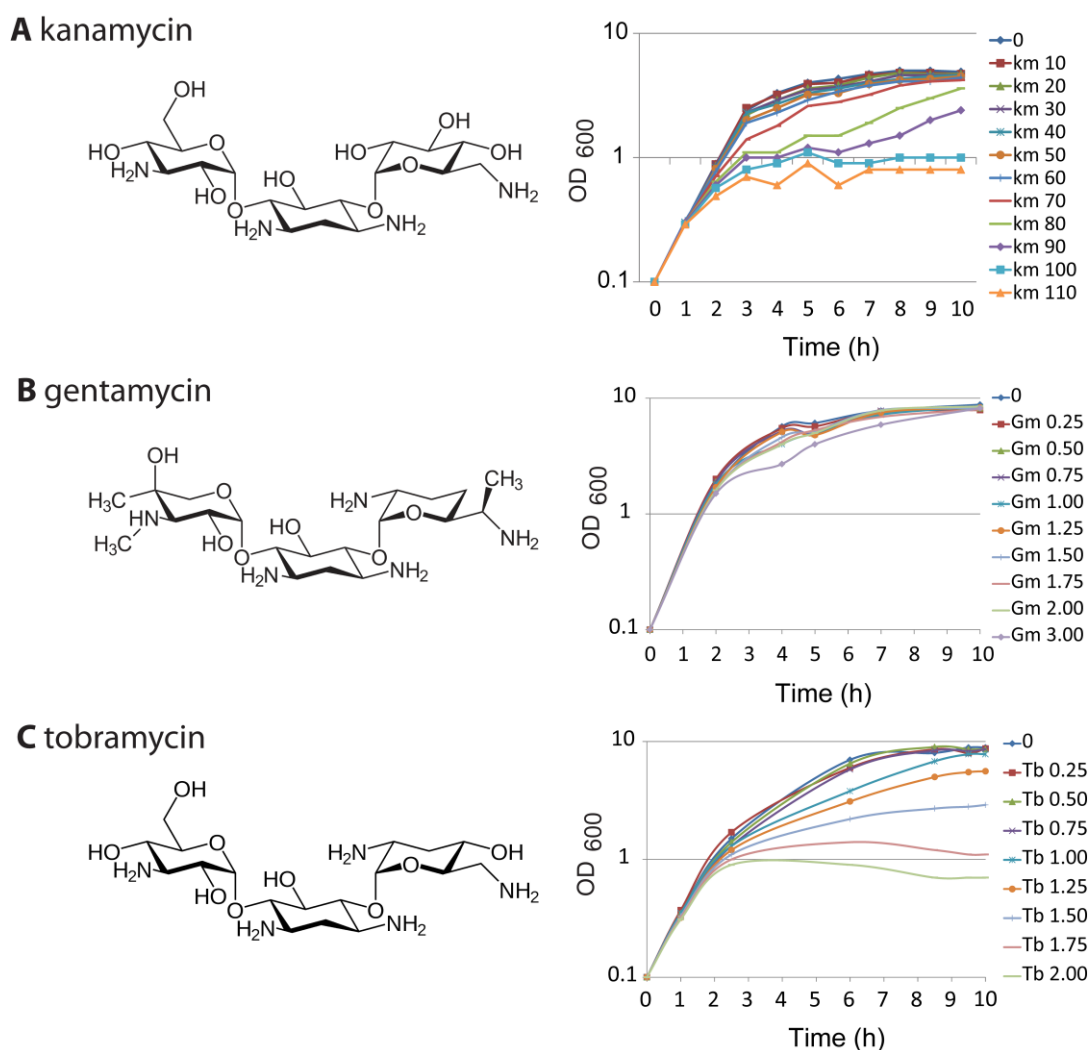 A kanamycin
OH
HO
O
H2N
HO
O
HO
H2N
NH2
O
HO
OH
O
OH
NH2
10
1
0.1
OD 600
0 1 2 3 4 5 6 7 8 9 10
Time (h)
0
km 10
km 20
km 30
km 40
km 50
km 60
km 70
km 80
km 90
km 100
km 110
B gentamycin
OH
H3C
O
HN
H3C
HO
O
HO
H2N
NH2
O
H2N
O
CH3
NH2
10
1
0.1
OD 600
0 1 2 3 4 5 6 7 8 9 10
Time (h)
0
Gm 0.25
Gm 0.50
Gm 0.75
Gm 1.00
Gm 1.25
Gm 1.50
Gm 1.75
Gm 2.00
Gm 3.00
C tobramycin
OH
HO
O
H2N
HO
O
HO
H2N
NH2
O
H2N
O
OH
NH2
10
1
0.1
OD 600
0 1 2 3 4 5 6 7 8 9 10
Time (h)
0
Tb 0.25
Tb 0.50
Tb 0.75
Tb 1.00
Tb 1.25
Tb 1.50
Tb 1.75
Tb 2.00